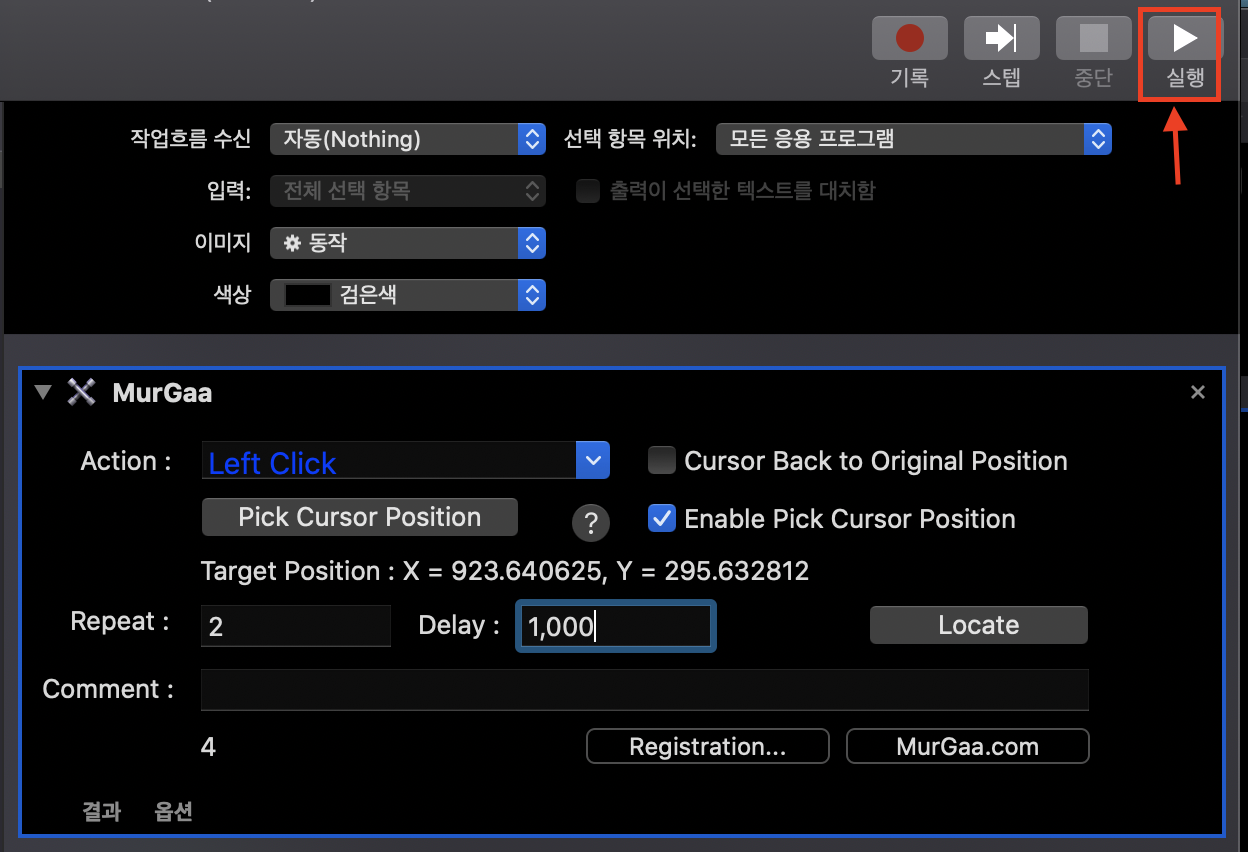 기록 스텝 중단 실행
작업흐름 수신 자동(Nothing) 선택 항목 위치: 모든 응용 프로그램
입력: 전체 선택 항목 출력이 선택한 텍스트를 대치함
이미지 동작
색상 검은색
MurGaa
Action : Left Click Cursor Back to Original Position
Pick Cursor Position ? Enable Pick Cursor Position
Target Position : X = 923.640625, Y = 295.632812
Repeat : 2 Delay : 1,000 Locate
Comment :
4 Registration... MurGaa.com
결과 옵션